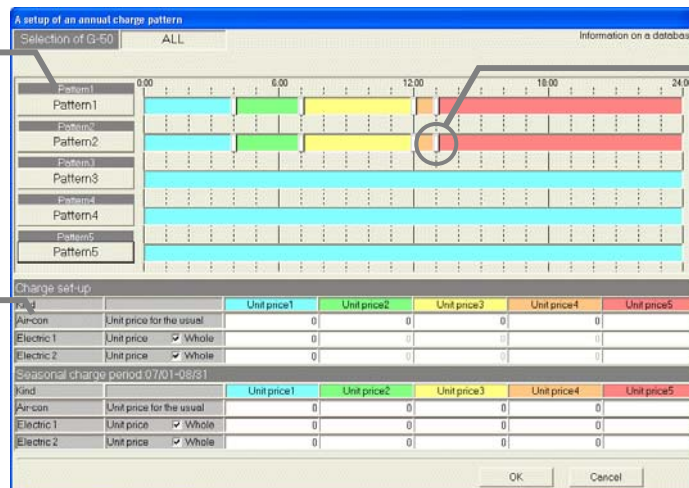 A setup of an annual charge pattern
Selection of G-50 ALL Information on a databas
0:00 6:00 12:00 18:00 24:00
Pattern1
Pattern1
Pattern2
Pattern2
Pattern3
Pattern3
Pattern4
Pattern4
Pattern5
Pattern5
Charge set-up
Kind Unit price1 Unit price2 Unit price3 Unit price4 Unit price5
Air-con Unit price for the usual 0 0 0 0
Electric 1 Unit price Whole 0 0 0 0
Electric 2 Unit price Whole 0 0 0 0
Seasonal charge period:07/01-08/31
Kind Unit price1 Unit price2 Unit price3 Unit price4 Unit price5
Air-con Unit price for the usual 0 0 0 0
Electric 1 Unit price Whole 0 0 0 0
Electric 2 Unit price Whole 0 0 0 0
OK Cancel